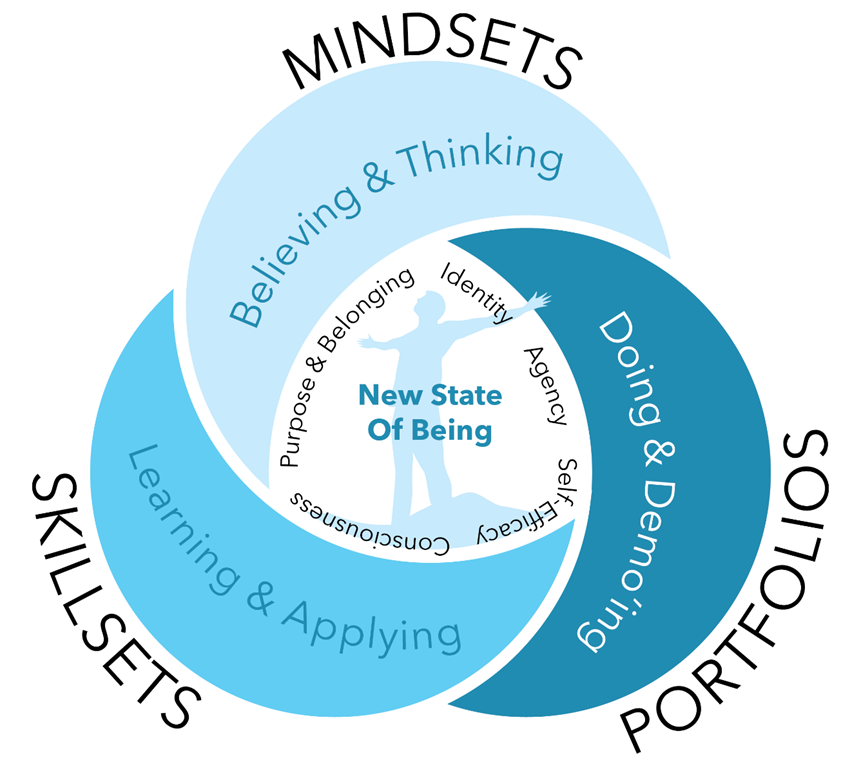 MINDSETS
Believing & Thinking
Purpose & Belonging
Identity
Agency
Self-Efficacy
Consciousness
New State
Of Being
Doing & Demo’ing
PORTFOLIOS
Learning & Applying
SKILLSETS